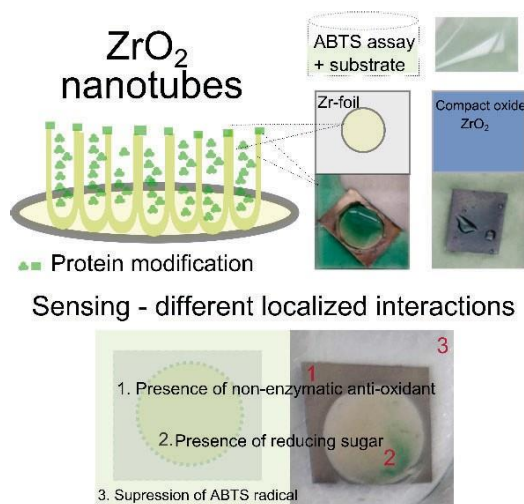 ZrO2
nanotubes
ABTS assay
+ substrate
Zr-foil
Compact oxide
ZrO2
Protein modification
Sensing - different localized interactions
3
1
1. Presence of non-enzymatic anti-oxidant
2. Presence of reducing sugar
2
3. Supression of ABTS radical